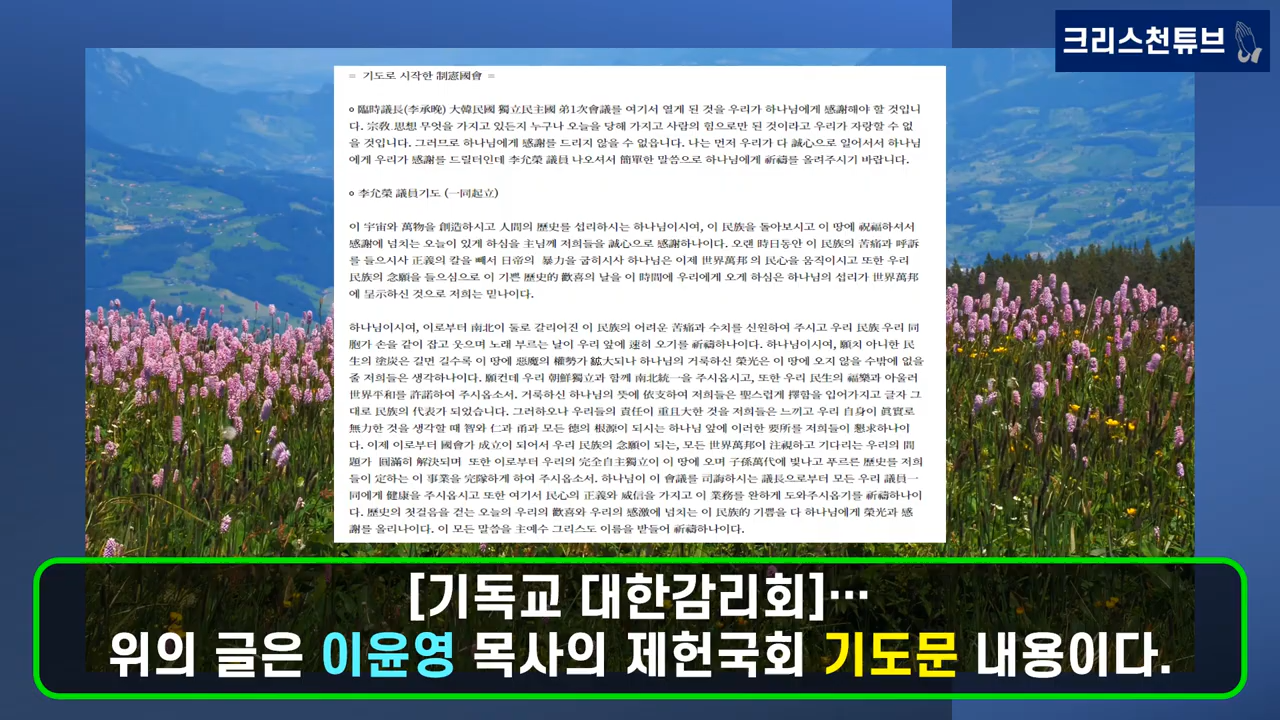 크리스천튜브
= 기도로 시작한 制憲國會 =
ㅇ 臨時議長(李承晩) 大韓民國 獨立民主國 第1次會議를 여기서 열게 된 것을 우리가 하나님에게 感謝해야 할 것입니
다. 宗敎 思想 무엇을 가지고 있든지 누구나 오늘을 당해 가지고 사람의 힘으로만 된 것이라고 우리가 자랑할 수 없
을 것입니다. 그러므로 하나님에게 感謝를 드리지 않을 수 없읍니다. 나는 먼저 우리가 다 誠心으로 일어서서 하나님
에게 우리가 感謝를 드릴터인데 李允榮 議員 나오셔서 簡單한 말씀으로 하나님에게 祈禱를 올려주시기 바랍니다.
ㅇ 李允榮 議員기도 (一同起立)
이 宇宙와 萬物을 創造하시고 人間의 歷史를 섭리하시는 하나님이시여, 이 民族을 돌아보시고 이 땅에 祝福하셔서
感謝에 넘치는 오늘이 있게 하심을 主님께 저희들을 誠心으로 感謝하나이다. 오랜 時日동안 이 民族의 苦痛과 呼訴
를 들으시사 正義의 칼을 빼서 日帝의 暴力을 굽히시사 하나님은 이제 世界萬邦의 民心을 움직이시고 또한 우리
民族의 念願을 들으심으로 이 기쁜 歷史的 歡喜의 날을 이 時間에 우리에게 오게 하심은 하나님의 섭리가 世界萬邦
에 呈示하신 것으로 저희는 믿나이다.
하나님이시여, 이로부터 南北이 둘로 갈리어진 이 民族의 어려운 苦痛과 수치를 신원하여 주시고 우리 民族 우리 同
胞가 손을 같이 잡고 웃으며 노래 부르는 날이 우리 앞에 速히 오기를 祈禱하나이다. 하나님이시여, 願치 아니한 民
生의 塗炭은 길면 길수록 이 땅에 惡魔의 權勢가 紘大되나 하나님의 거룩하신 榮光은 이 땅에 오지 않을 수밖에 없을
줄 저희들은 생각하나이다. 願컨데 우리 朝鮮獨立과 함께 南北統一을 주시옵시고, 또한 우리 民生의 福樂과 아울러
世界平和를 許諾하여 주시옵소서. 거룩하신 하나님의 뜻에 依支하여 저희들은 聖스럽게 擇함을 입어가지고 글자 그
대로 民族의 代表가 되었습니다. 그러하오나 우리들의 責任이 重且大한 것을 저희들은 느끼고 우리 自身이 眞實로
無力한 것을 생각할 때 智와 仁과 甬과 모든 德의 根源이 되시는 하나님 앞에 이러한 要所를 저희들이 懇求하나이
다. 이제 이로부터 國會가 成立이 되어서 우리 民族의 念願이 되는, 모든 世界萬邦이 注視하고 기다리는 우리의 問
題가 圓滿히 解決되며 또한 이로부터 우리의 完全自主獨立이 이 땅에 오며 子孫萬代에 빛나고 푸르른 歷史를 저희
들이 定하는 이 事業을 完隊하게 하여 주시옵소서. 하나님이 이 會議를 司誨하시는 議長으로부터 모든 우리 議員一
同에게 健康을 주시옵시고 또한 여기서 民心의 正義와 威信을 가지고 이 業務를 완하게 도와주시옵기를 祈禱하나이
다. 歷史의 첫걸음을 걷는 오늘의 우리의 歡喜와 우리의 感激에 넘치는 이 民族的 기쁨을 다 하나님에게 榮光과 感
謝를 올리나이다. 이 모든 말씀을 主예수 그리스도 이름을 받들어 祈禱하나이다.
[기독교 대한감리회]…
위의 글은 이윤영 목사의 제헌국회 기도문 내용이다.